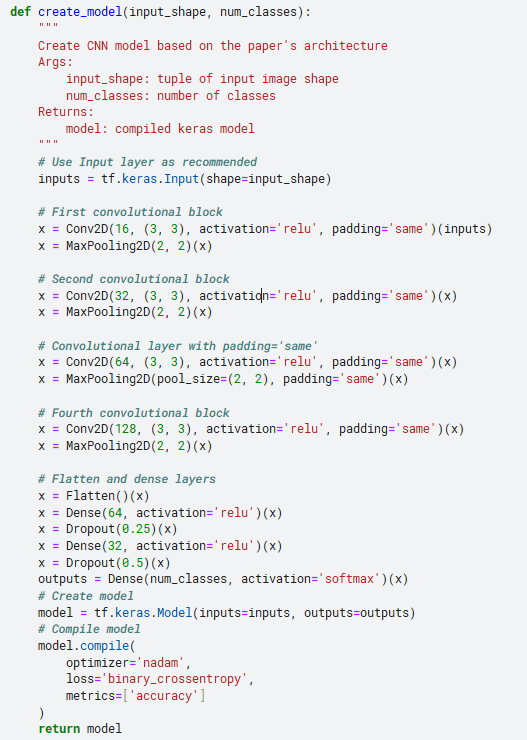 def create_model(input_shape, num_classes):
    """
    Create CNN model based on the paper's architecture
    Args:
        input_shape: tuple of input image shape
        num_classes: number of classes
    Returns:
        model: compiled keras model
    """
    # Use Input layer as recommended
    inputs = tf.keras.Input(shape=input_shape)

    # First convolutional block
    x = Conv2D(16, (3, 3), activation='relu', padding='same')(inputs)
    x = MaxPooling2D(2, 2)(x)

    # Second convolutional block
    x = Conv2D(32, (3, 3), activation='relu', padding='same')(x)
    x = MaxPooling2D(2, 2)(x)

    # Convolutional layer with padding='same'
    x = Conv2D(64, (3, 3), activation='relu', padding='same')(x)
    x = MaxPooling2D(pool_size=(2, 2), padding='same')(x)

    # Fourth convolutional block
    x = Conv2D(128, (3, 3), activation='relu', padding='same')(x)
    x = MaxPooling2D(2, 2)(x)

    # Flatten and dense layers
    x = Flatten()(x)
    x = Dense(64, activation='relu')(x)
    x = Dropout(0.25)(x)
    x = Dense(32, activation='relu')(x)
    x = Dropout(0.5)(x)
    outputs = Dense(num_classes, activation='softmax')(x)
    # Create model
    model = tf.keras.Model(inputs=inputs, outputs=outputs)
    # Compile model
    model.compile(
        optimizer='nadam',
        loss='binary_crossentropy',
        metrics=['accuracy']
    )
    return model